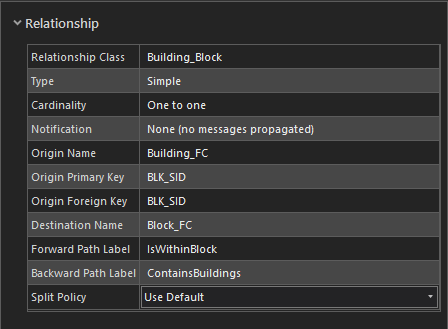 Relationship
Relationship Class Building_Block
Type Simple
Cardinality One to one
Notification None (no messages propagated)
Origin Name Building_FC
Origin Primary Key BLK_SID
Origin Foreign Key BLK_SID
Destination Name Block_FC
Forward Path Label IsWithinBlock
Backward Path Label ContainsBuildings
Split Policy Use Default